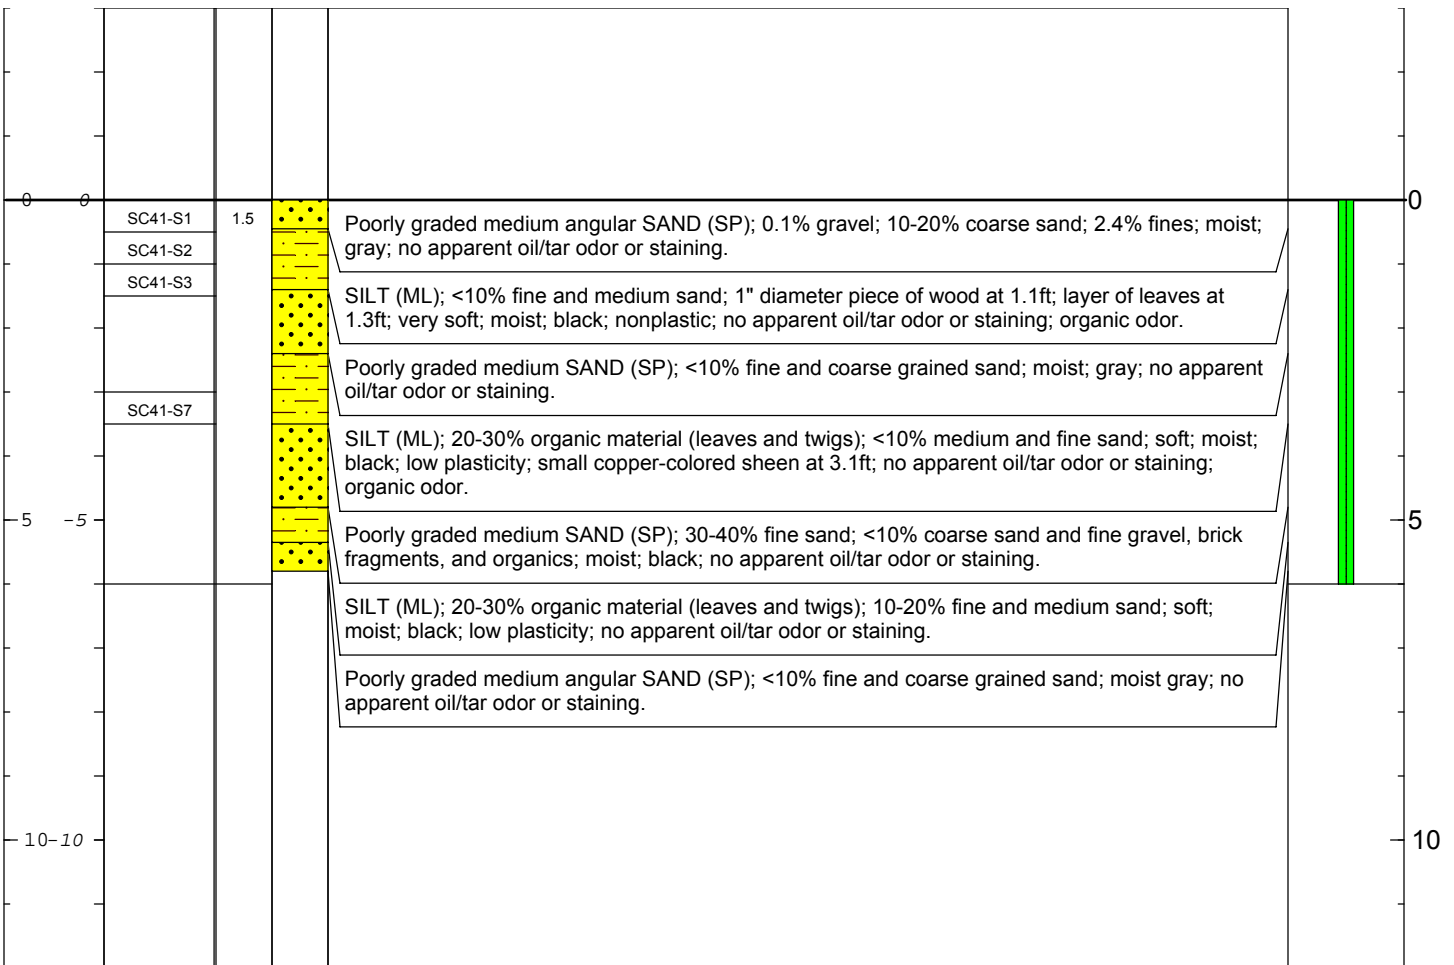 0 0 0
SC41-S1 1.5
SC41-S2
SC41-S3
SC41-S7
Poorly graded medium angular SAND (SP); 0.1% gravel; 10-20% coarse sand; 2.4% fines; moist;
gray; no apparent oil/tar odor or staining.
SILT (ML); <10% fine and medium sand; 1" diameter piece of wood at 1.1ft; layer of leaves at
1.3ft; very soft; moist; black; nonplastic; no apparent oil/tar odor or staining; organic odor.
Poorly graded medium SAND (SP); <10% fine and coarse grained sand; moist; gray; no apparent
oil/tar odor or staining.
SILT (ML); 20-30% organic material (leaves and twigs); <10% medium and fine sand; soft; moist;
black; low plasticity; small copper-colored sheen at 3.1ft; no apparent oil/tar odor or staining;
organic odor.
5 -5 5
Poorly graded medium SAND (SP); 30-40% fine sand; <10% coarse sand and fine gravel, brick
fragments, and organics; moist; black; no apparent oil/tar odor or staining.
SILT (ML); 20-30% organic material (leaves and twigs); 10-20% fine and medium sand; soft;
moist; black; low plasticity; no apparent oil/tar odor or staining.
Poorly graded medium angular SAND (SP); <10% fine and coarse grained sand; moist gray; no
apparent oil/tar odor or staining.
10 -10 10